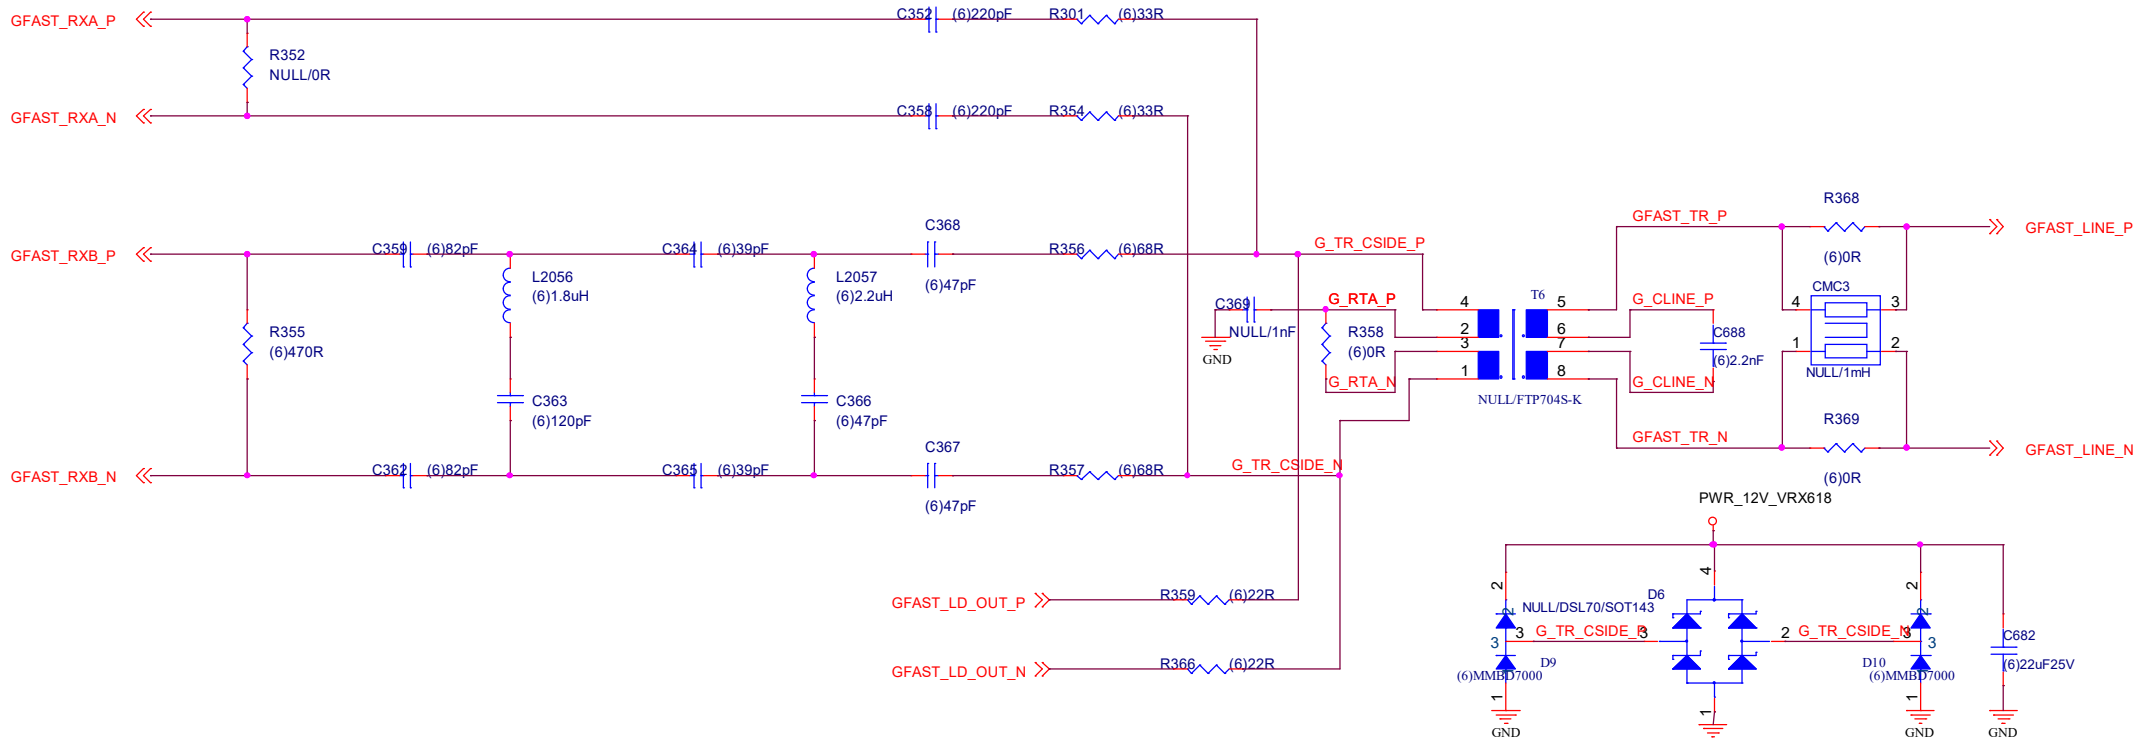 GFAST_RXA_P
C352 (6)220pF R301 (6)33R
R352
NULL/0R
GFAST_RXA_N
C358 (6)220pF R354 (6)33R
GFAST_RXB_P
C359 (6)82pF
C364 (6)39pF
C368
(6)47pF
R356 (6)68R
G_TR_CSIDE_P
L2056
(6)1.8uH
L2057
(6)2.2uH
R355
(6)470R
C363
(6)120pF
C366
(6)47pF
GFAST_RXB_N
C362 (6)82pF
C365 (6)39pF
C367
(6)47pF
R357 (6)68R
G_TR_CSIDE_N
C369
NULL/1nF
GND
G_RTA_P
R358
(6)0R
G_RTA_N
4
2
3
1
T6
5
6
7
8
NULL/FTP704S-K
GFAST_TR_P
G_CLINE_P
C688
(6)2.2nF
G_CLINE_N
GFAST_TR_N
R368
(6)0R
GFAST_LINE_P
CMC3
4 3
1 2
NULL/1mH
R369
(6)0R
GFAST_LINE_N
GFAST_LD_OUT_P
R359 (6)22R
GFAST_LD_OUT_N
R366 (6)22R
PWR_12V_VRX618
2
2
3
3
G_TR_CSIDE_P
3
D9
(6)MMBD7000
1
GND
4
D6
NULL/DSL70/SOT143
1
2
G_TR_CSIDE_N
3
2
2
3
D10
(6)MMBD7000
1
GND
C682
(6)22uF25V
GND